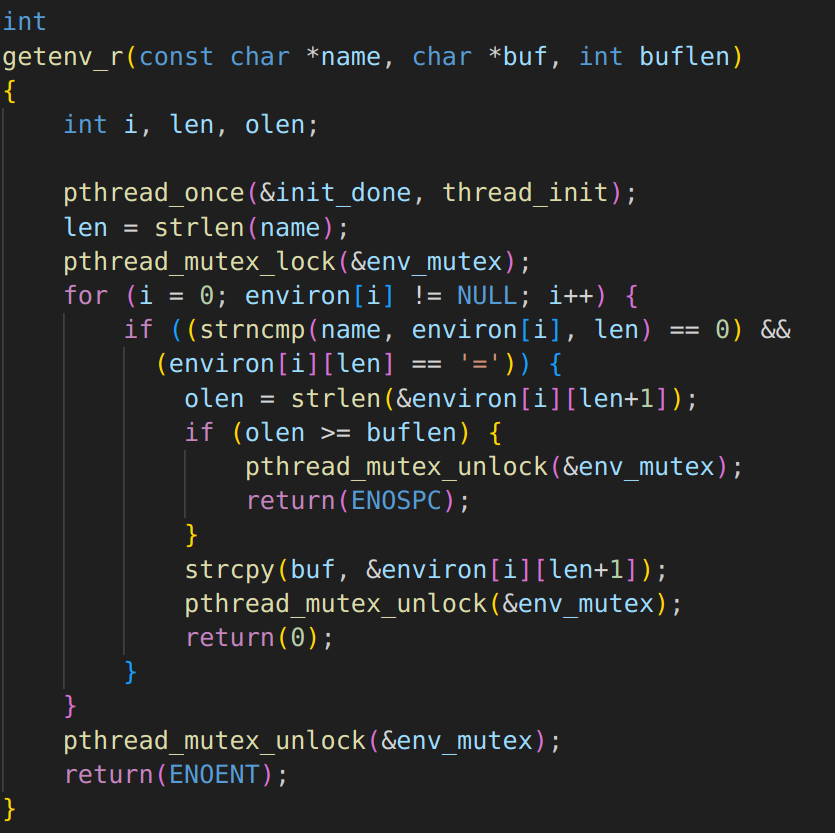 int
getenv_r(const char *name, char *buf, int buflen)
{
    int i, len, olen;

    pthread_once(&init_done, thread_init);
    len = strlen(name);
    pthread_mutex_lock(&env_mutex);
    for (i = 0; environ[i] != NULL; i++) {
        if ((strncmp(name, environ[i], len) == 0) &&
          (environ[i][len] == '=')) {
            olen = strlen(&environ[i][len+1]);
            if (olen >= buflen) {
                pthread_mutex_unlock(&env_mutex);
                return(ENOSPC);
            }
            strcpy(buf, &environ[i][len+1]);
            pthread_mutex_unlock(&env_mutex);
            return(0);
        }
    }
    pthread_mutex_unlock(&env_mutex);
    return(ENOENT);
}